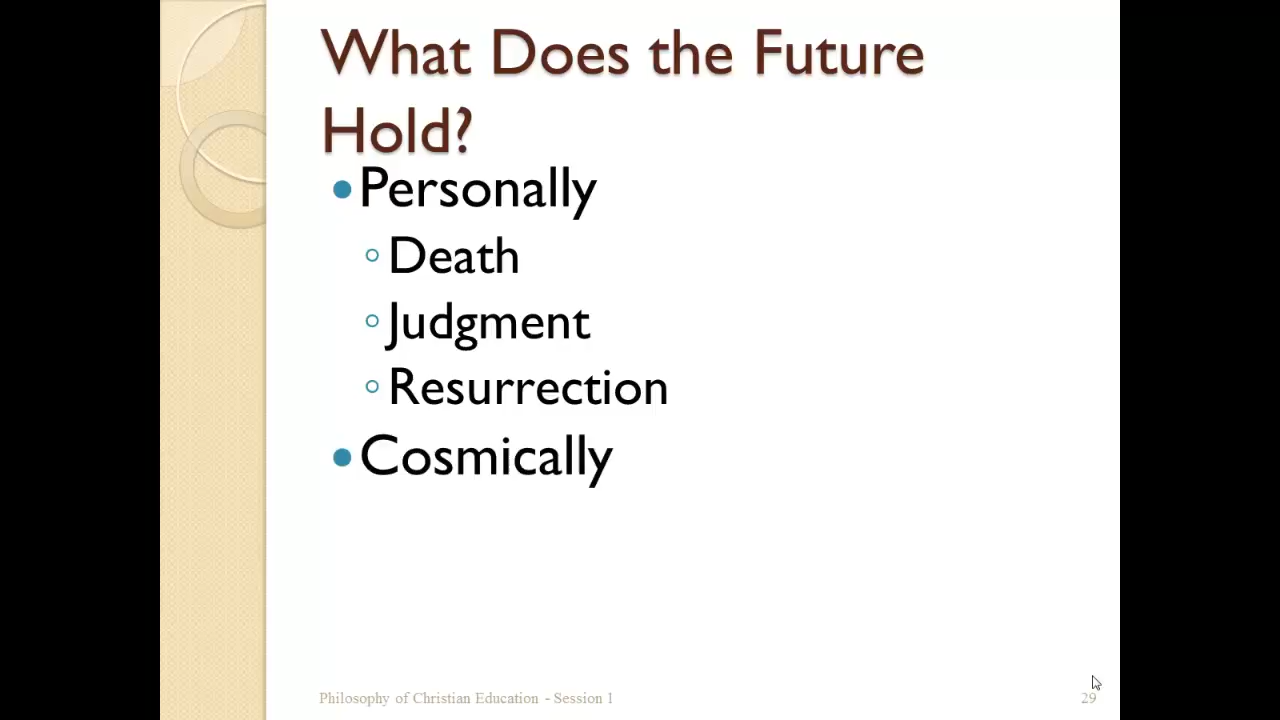 What Does the Future
Hold?
Personally
Death
Judgment
Resurrection
Cosmically
Philosophy of Christian Education - Session 1
29